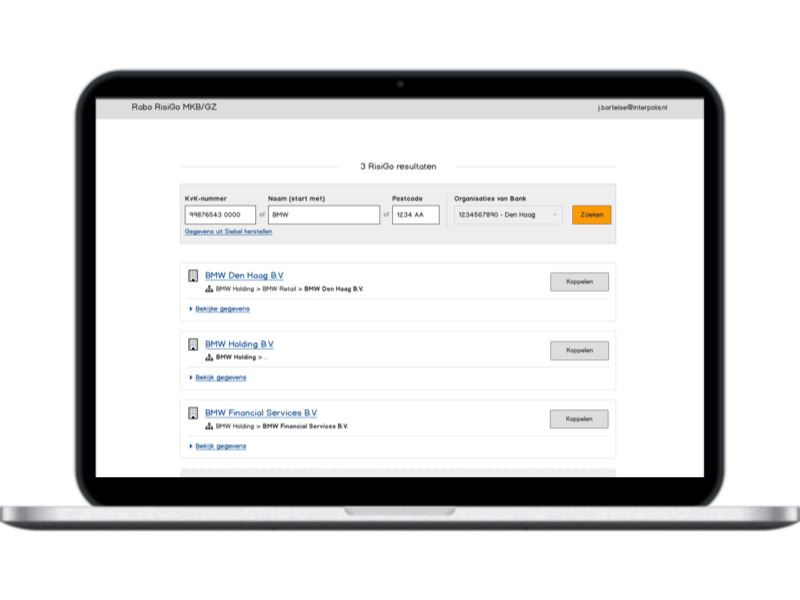 Rabo RisiGo MKB/GZ
j.bartelse@interpolis.nl
3 RisiGo resultaten
KvK-nummer Naam (start met) Postcode Organisaties van Bank
99876543 0000 of BMW of 1234 AA 1234567890 - Den Haag Zoeken
Gegevens uit Siebel herstellen
BMW Den Haag B.V.
BMW Holding > BMW Retail > BMW Den Haag B.V.
Koppelen
Bekijke gegevens
BMW Holding B.V.
BMW Holding > ...
Koppelen
Bekijk gegevens
BMW Financial Services B.V.
BMW Holding > BMW Financial Services B.V.
Koppelen
Bekijk gegevens